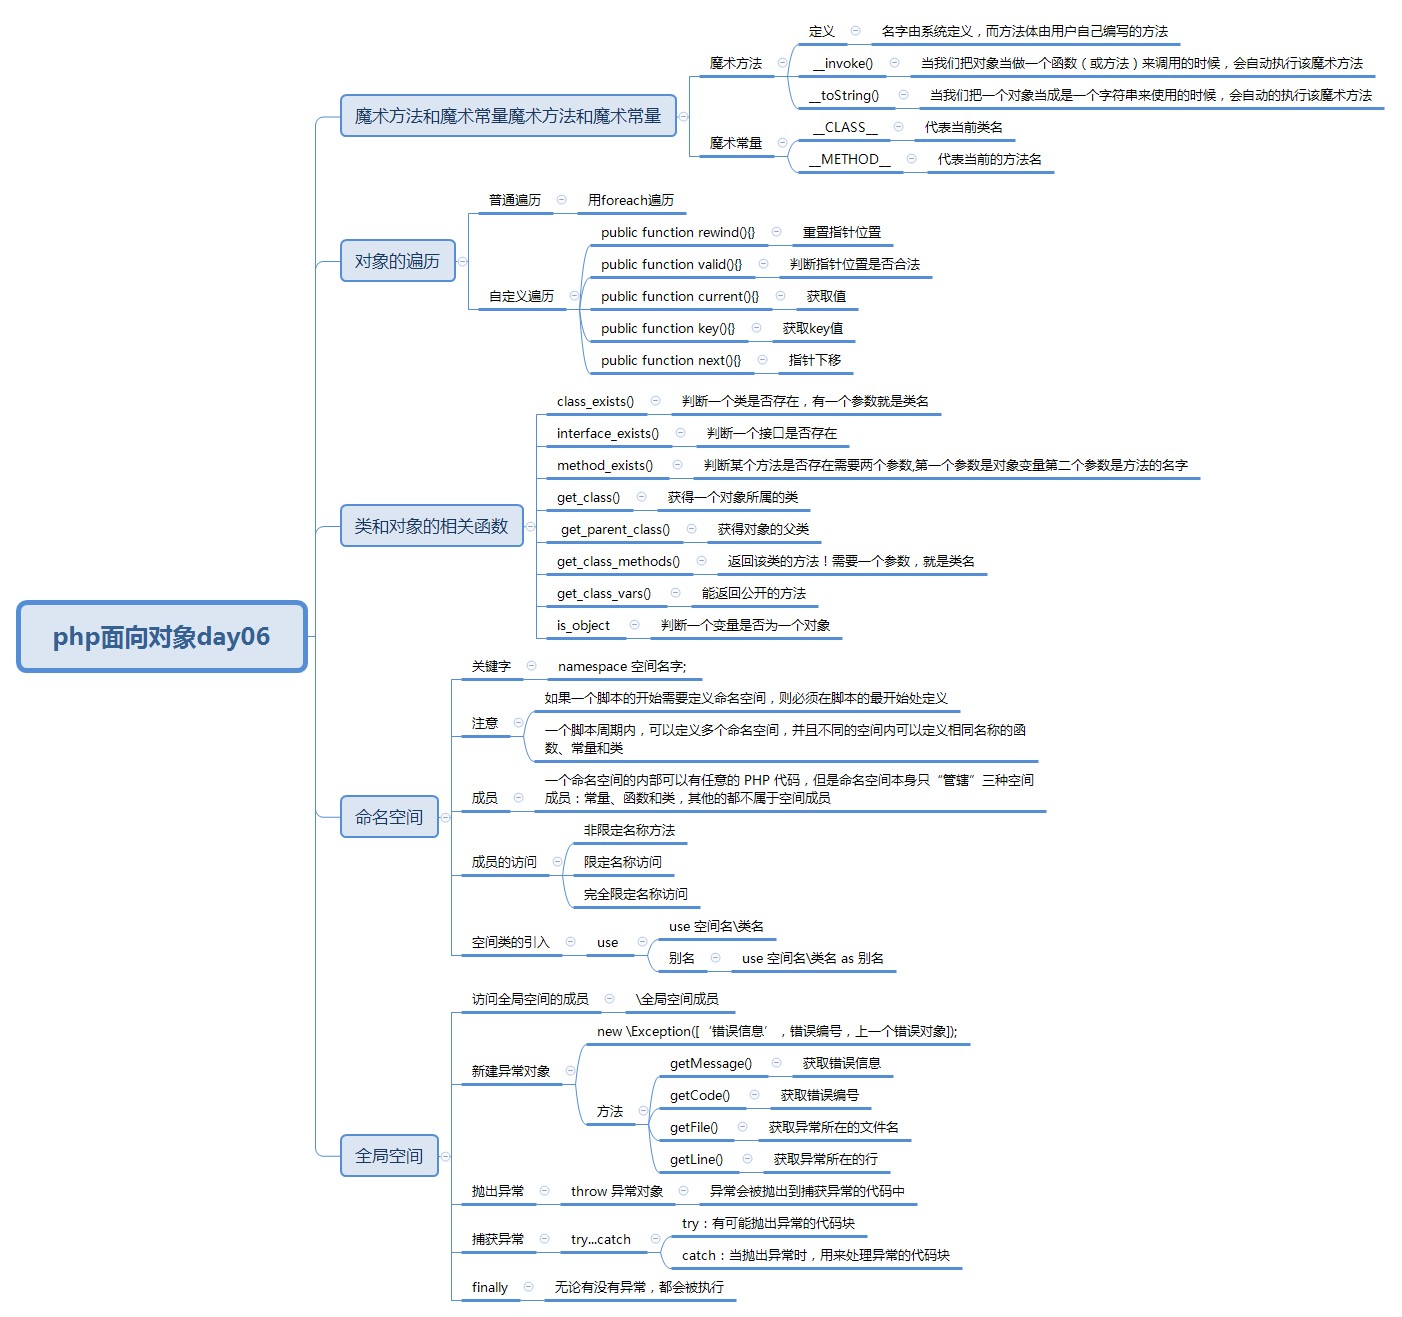 php面向对象day06
魔术方法和魔术常量魔术方法和魔术常量
魔术方法
定义
名字由系统定义，而方法体由用户自己编写的方法
__invoke()
当我们把对象当做一个函数（或方法）来调用的时候，会自动执行该魔术方法
__toString()
当我们把一个对象当成是一个字符串来使用的时候，会自动的执行该魔术方法
魔术常量
__CLASS__
代表当前类名
__METHOD__
代表当前的方法名
对象的遍历
普通遍历
用foreach遍历
自定义遍历
public function rewind(){}
重置指针位置
public function valid(){}
判断指针位置是否合法
public function current(){}
获取值
public function key(){}
获取key值
public function next(){}
指针下移
类和对象的相关函数
class_exists()
判断一个类是否存在，有一个参数就是类名
interface_exists()
判断一个接口是否存在
method_exists()
判断某个方法是否存在需要两个参数,第一个参数是对象变量第二个参数是方法的名字
get_class()
获得一个对象所属的类
get_parent_class()
获得对象的父类
get_class_methods()
返回该类的方法！需要一个参数，就是类名
get_class_vars()
能返回公开的方法
is_object
判断一个变量是否为一个对象
命名空间
关键字
namespace 空间名字;
注意
如果一个脚本的开始需要定义命名空间，则必须在脚本的最开始处定义
一个脚本周期内，可以定义多个命名空间，并且不同的空间内可以定义相同名称的函
数、常量和类
成员
一个命名空间的内部可以有任意的 PHP 代码，但是命名空间本身只“管辖”三种空间
成员：常量、函数和类，其他的都不属于空间成员
成员的访问
非限定名称方法
限定名称访问
完全限定名称访问
空间类的引入
use
use 空间名\类名
别名
use 空间名\类名 as 别名
全局空间
访问全局空间的成员
\全局空间成员
新建异常对象
new \Exception([‘错误信息’，错误编号，上一个错误对象]);
方法
getMessage()
获取错误信息
getCode()
获取错误编号
getFile()
获取异常所在的文件名
getLine()
获取异常所在的行
抛出异常
throw 异常对象
异常会被抛出到捕获异常的代码中
捕获异常
try...catch
try：有可能抛出异常的代码块
catch：当抛出异常时，用来处理异常的代码块
finally
无论有没有异常，都会被执行